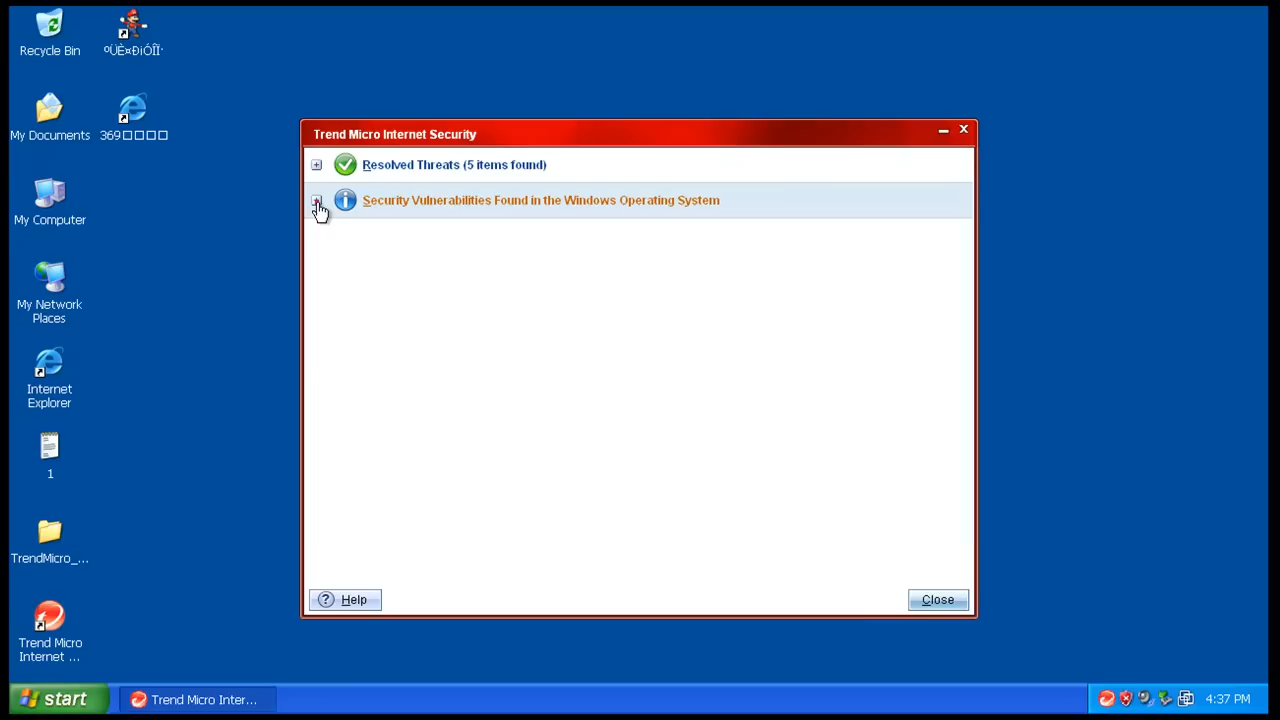 Recycle Bin
ºÜÈ¤Ð¡ÓÎÏ·
My Documents
369□□□□
My Computer
My Network
Places
Internet
Explorer
1
TrendMicro_...
Trend Micro
Internet ...
Trend Micro Internet Security
Resolved Threats (5 items found)
Security Vulnerabilities Found in the Windows Operating System
? Help
Close
start
Trend Micro Inter...
4:37 PM